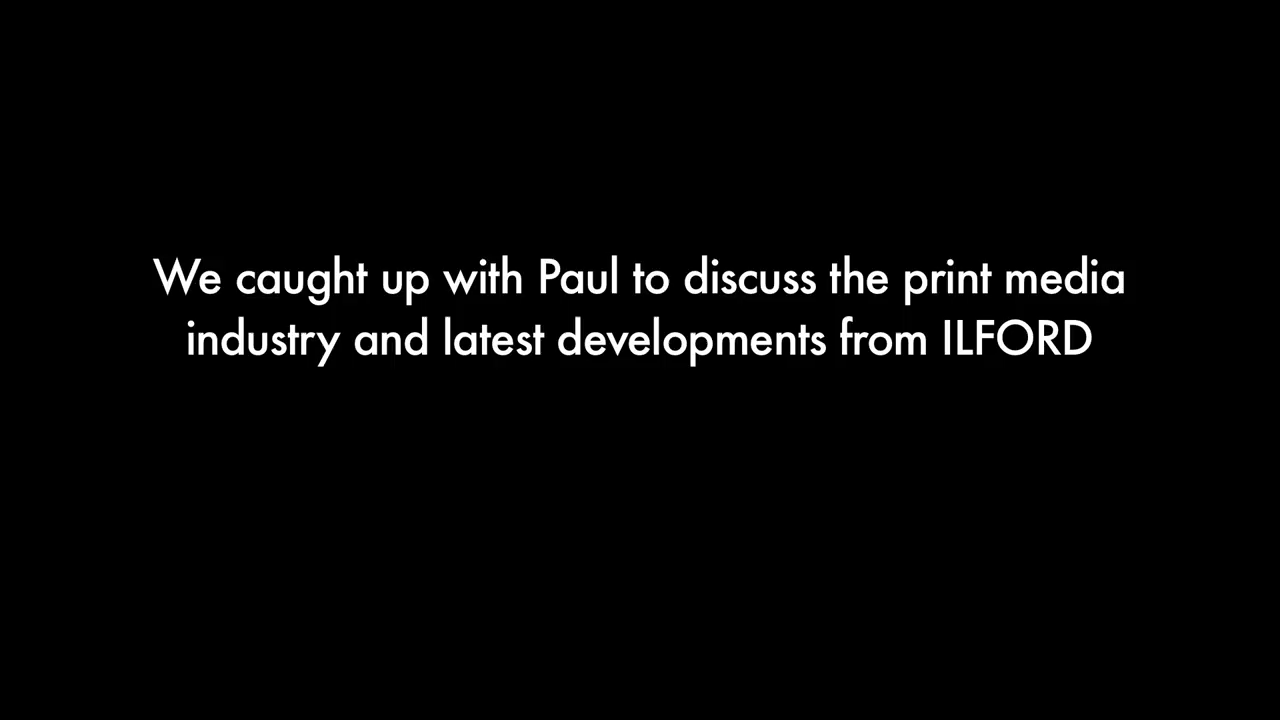 We caught up with Paul to discuss the print media
industry and latest developments from ILFORD